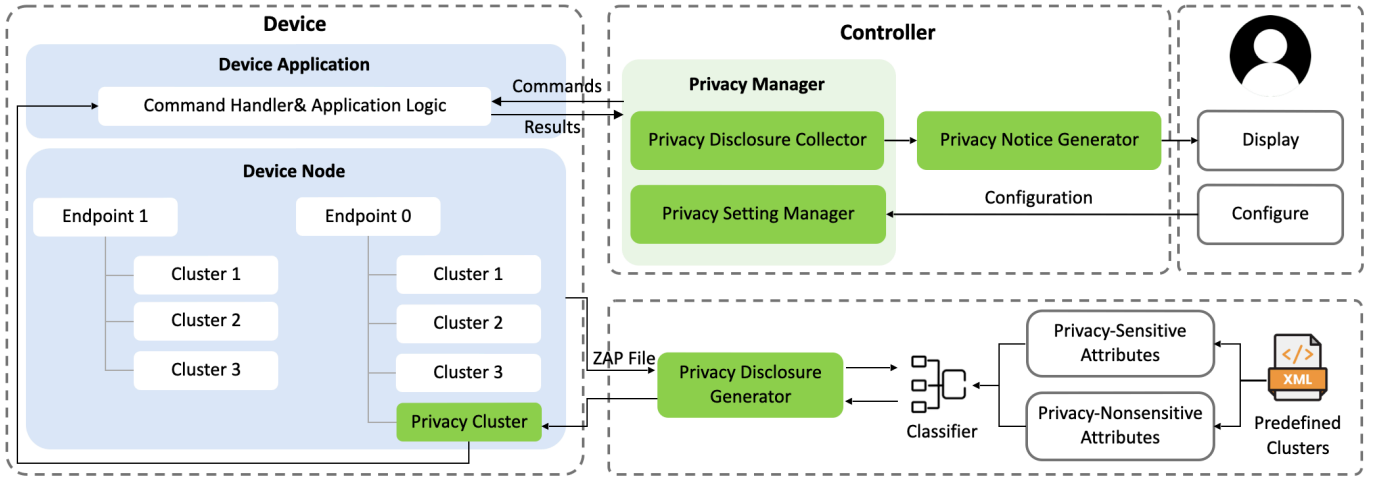 Device
Device Application
Command Handler& Application Logic
Commands
Results
Device Node
Endpoint 1
Cluster 1
Cluster 2
Cluster 3
Endpoint 0
Cluster 1
Cluster 2
Cluster 3
Privacy Cluster
Controller
Privacy Manager
Privacy Disclosure Collector
Privacy Notice Generator
Privacy Setting Manager
Configuration
Display
Configure
ZAP File
Privacy Disclosure
Generator
Classifier
Privacy-Sensitive
Attributes
Privacy-Nonsensitive
Attributes
</>
XML
Predefined
Clusters